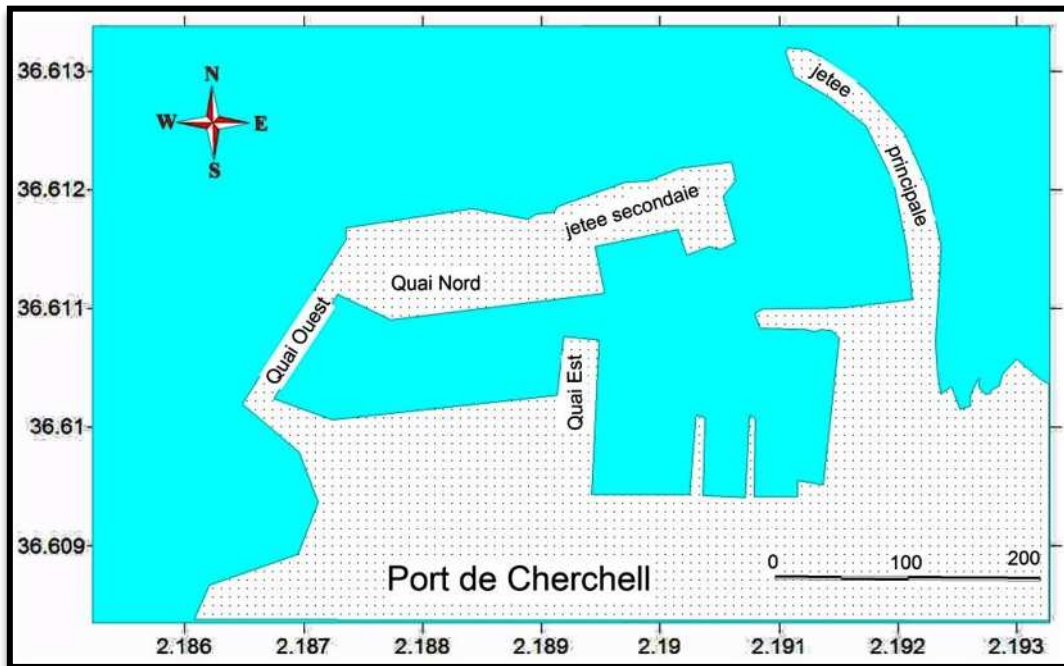 36.613
36.612
36.611
36.61
36.609
N
W E
S
jetee
principale
jetee secondaie
Quai Nord
Quai Ouest
Quai Est
Port de Cherchell
0 100 200
2.186 2.187 2.188 2.189 2.19 2.191 2.192 2.193